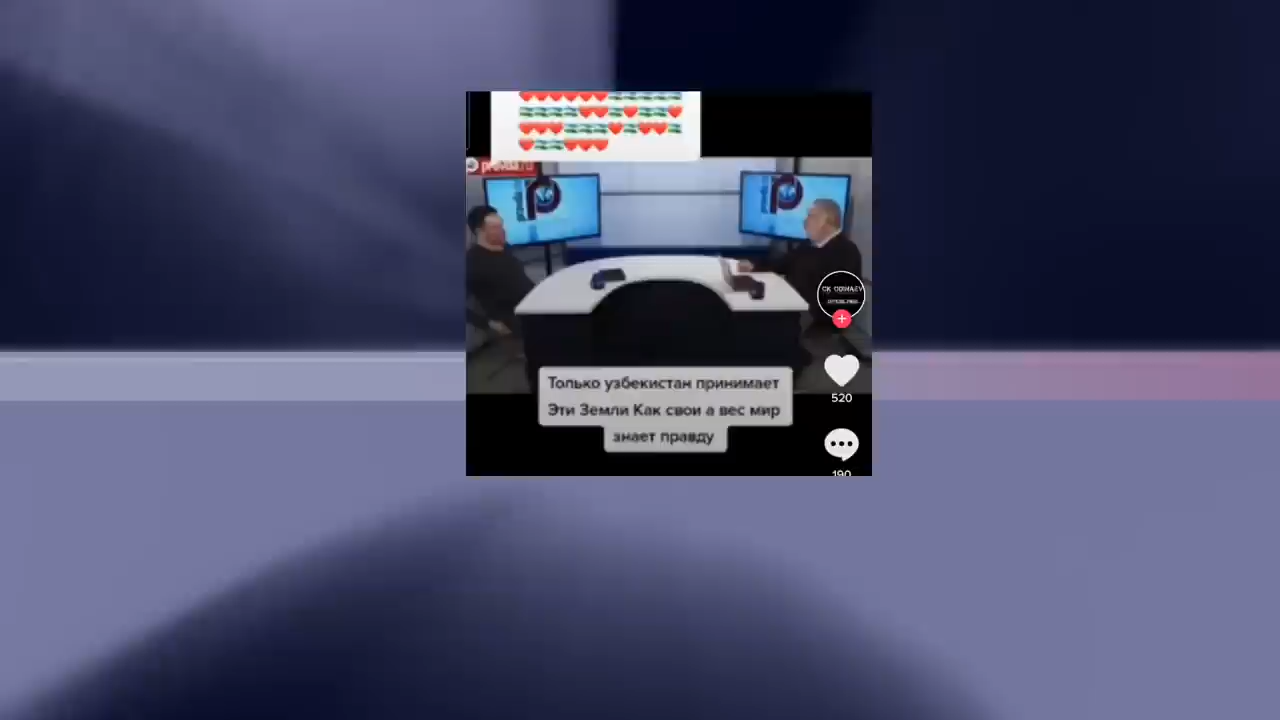 Только узбекистан принимает
Эти Земли Как свои а вес мир
знает правду
520
190